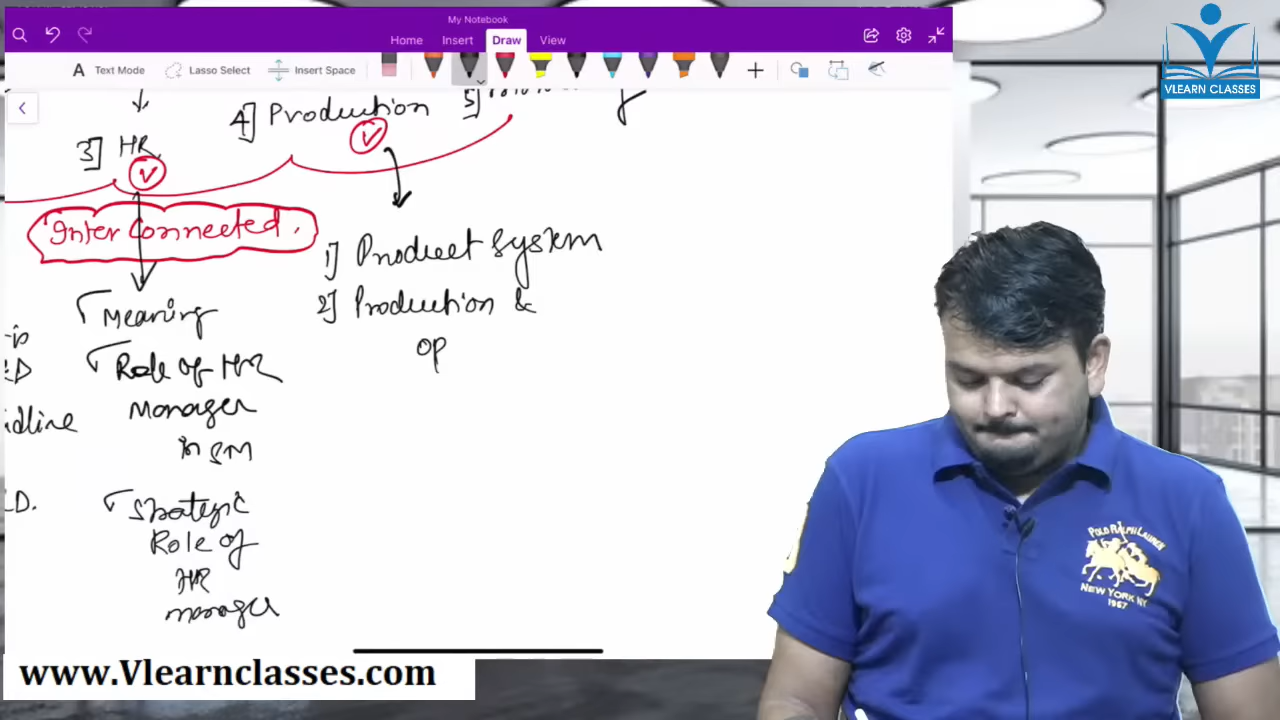 My Notebook
Home Insert Draw View
A Text Mode Lasso Select Insert Space
VLEARN CLASSES
3] HR
4] Production
5]
Inter Connected.
Meaning
Role of HR
Manager
in SM
Strategic
Role of
HR
manager
1] Product system
2] Production &
op
D.
POLO RALPH LAUREN
NEW YORK NY
1967
www.Vlearnclasses.com